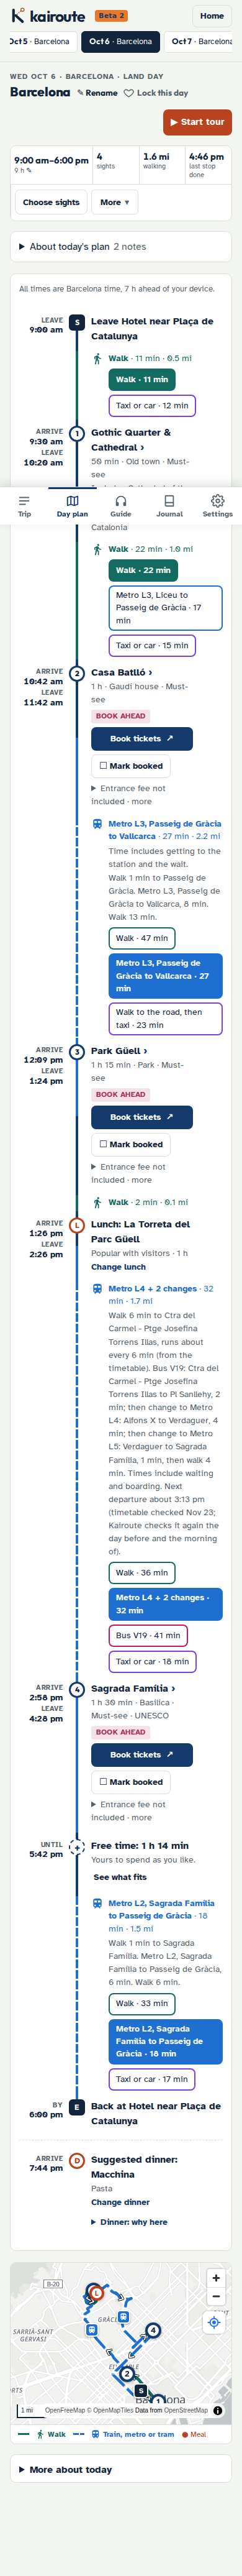 kairoute
Beta 2
Home
Oct 5 · Barcelona
Oct 6 · Barcelona
Oct 7 · Barcelona
WED OCT 6 · BARCELONA · LAND DAY
Barcelona
✎ Rename
Lock this day
▶ Start tour
9:00 am–6:00 pm
9 h ✎
4
sights
1.6 mi
walking
4:46 pm
last stop
done
Choose sights
More ▾
▶ About today's plan 2 notes
All times are Barcelona time, 7 h ahead of your device.
LEAVE
9:00 am
S
Leave Hotel near Plaça de
Catalunya
Walk · 11 min · 0.5 mi
Walk · 11 min
Taxi or car · 12 min
ARRIVE
9:30 am
LEAVE
10:20 am
1
Gothic Quarter &
Cathedral ›
50 min · Old town · Must-
see
Trip
Day plan
Guide
Journal
Settings
Catalonia
Walk · 22 min · 1.0 mi
Walk · 22 min
Metro L3, Liceu to
Passeig de Gràcia · 17
min
Taxi or car · 15 min
ARRIVE
10:42 am
LEAVE
11:42 am
2
Casa Batlló ›
1 h · Gaudí house · Must-
see
BOOK AHEAD
Book tickets ↗
☐ Mark booked
▶ Entrance fee not
included · more
Metro L3, Passeig de Gràcia
to Vallcarca · 27 min · 2.2 mi
Time includes getting to the
station and the wait.
Walk 1 min to Passeig de
Gràcia. Metro L3, Passeig de
Gràcia to Vallcarca, 8 min.
Walk 13 min.
Walk · 47 min
Metro L3, Passeig de
Gràcia to Vallcarca · 27
min
Walk to the road, then
taxi · 23 min
ARRIVE
12:09 pm
LEAVE
1:24 pm
3
Park Güell ›
1 h 15 min · Park · Must-
see
BOOK AHEAD
Book tickets ↗
☐ Mark booked
▶ Entrance fee not
included · more
Walk · 2 min · 0.1 mi
ARRIVE
1:26 pm
LEAVE
2:26 pm
L
Lunch: La Torreta del
Parc Güell
Popular with visitors · 1 h
Change lunch
Metro L4 + 2 changes · 32
min · 1.7 mi
Walk 6 min to Ctra del
Carmel - Ptge Josefina
Torrens Illas, runs about
every 6 min (from the
timetable). Bus V19: Ctra del
Carmel - Ptge Josefina
Torrens Illas to Pl Sanllehy, 2
min; then change to Metro
L4: Alfons X to Verdaguer, 4
min; then change to Metro
L5: Verdaguer to Sagrada
Família, 1 min, then walk 4
min. Times include waiting
and boarding. Next
departure about 3:13 pm
(timetable checked Nov 23;
Kairoute checks it again the
day before and the morning
of).
Walk · 36 min
Metro L4 + 2 changes ·
32 min
Bus V19 · 41 min
Taxi or car · 18 min
ARRIVE
2:58 pm
LEAVE
4:28 pm
4
Sagrada Família ›
1 h 30 min · Basilica ·
Must-see · UNESCO
BOOK AHEAD
Book tickets ↗
☐ Mark booked
▶ Entrance fee not
included · more
UNTIL
5:42 pm
+
Free time: 1 h 14 min
Yours to spend as you like.
See what fits
Metro L2, Sagrada Família
to Passeig de Gràcia · 18
min · 1.5 mi
Walk 1 min to Sagrada
Família. Metro L2, Sagrada
Família to Passeig de Gràcia,
6 min. Walk 6 min.
Walk · 33 min
Metro L2, Sagrada
Família to Passeig de
Gràcia · 18 min
Taxi or car · 17 min
BY
6:00 pm
E
Back at Hotel near Plaça de
Catalunya
ARRIVE
7:44 pm
D
Suggested dinner:
Macchina
Pasta
Change dinner
▶ Dinner: why here
B-20
SARRIÀ-SANT
GERVASI
L
4
2
S
1
+
−
1 mi
OpenFreeMap © OpenMapTiles Data from OpenStreetMap
Walk
Train, metro or tram
Meal
▶ More about today